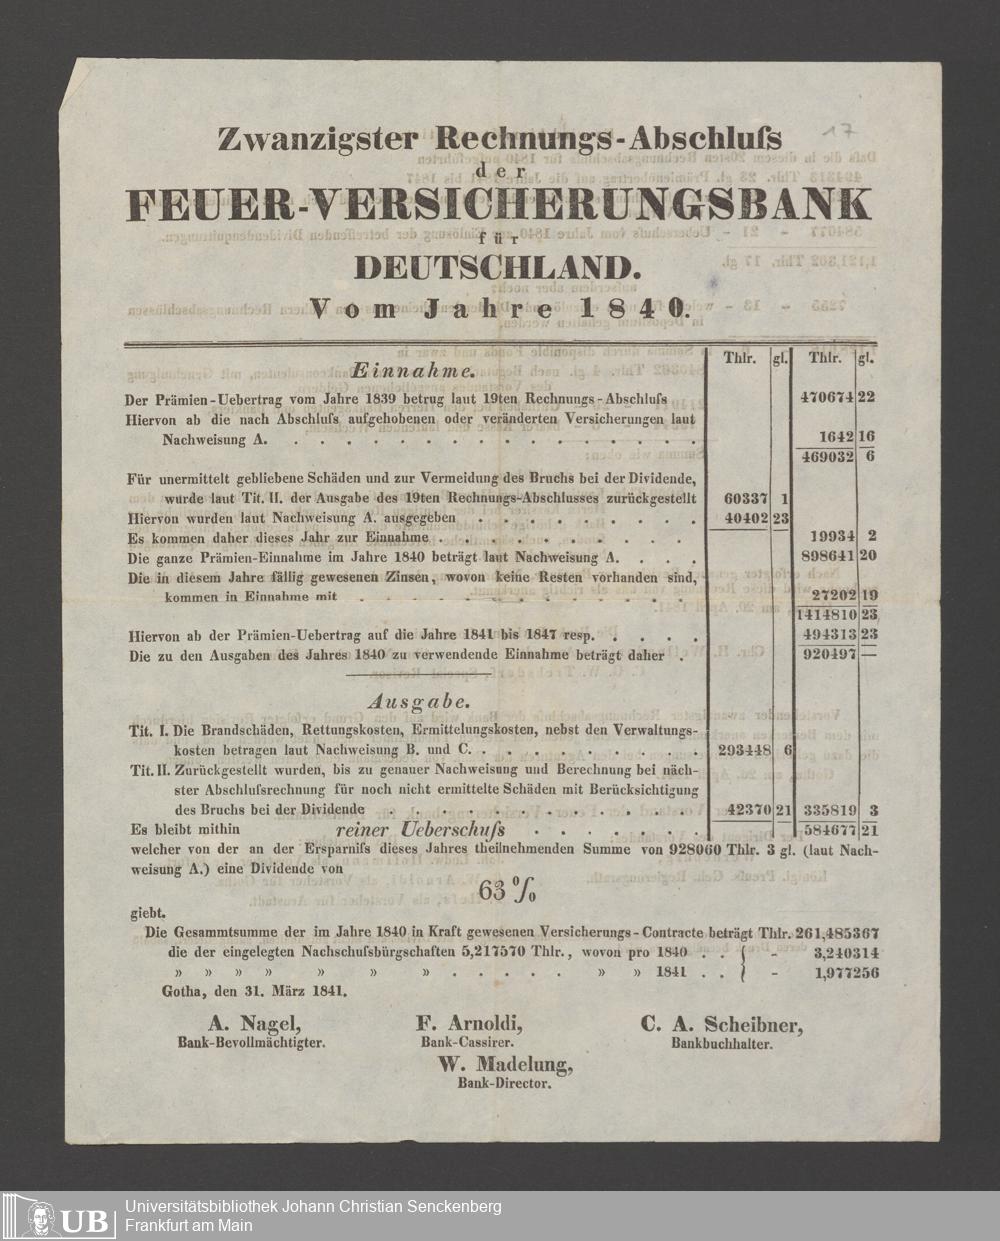 17
Zwanzigster Rechnungs-Abschluſs
der
FEUER-VERSICHERUNGSBANK
für
DEUTSCHLAND.
Vom Jahre 1840.
Thlr. gl. Thlr. gl.
Einnahme.
Der Prämien-Uebertrag vom Jahre 1839 betrug laut 19ten Rechnungs-Abschluſs 470674 22
Hiervon ab die nach Abschluſs aufgehobenen oder veränderten Versicherungen laut
Nachweisung A. . . . . . . . . . . . . . . . . 1642 16
469032 6
Für unermittelt gebliebene Schäden und zur Vermeidung des Bruchs bei der Dividende,
wurde laut Tit. II. der Ausgabe des 19ten Rechnungs-Abschlusses zurückgestellt 60337 1
Hiervon wurden laut Nachweisung A. ausgegeben . . . . . . . . . 40402 23
Es kommen daher dieses Jahr zur Einnahme . . . . . . . . . . 19934 2
Die ganze Prämien-Einnahme im Jahre 1840 beträgt laut Nachweisung A. . . . . 898641 20
Die in diesem Jahre fällig gewesenen Zinsen, wovon keine Resten vorhanden sind,
kommen in Einnahme mit . . . . . . . . . . . . . 27202 19
1414810 23
Hiervon ab der Prämien-Uebertrag auf die Jahre 1841 bis 1847 resp. . . . . . 494313 23
Die zu den Ausgaben des Jahres 1840 zu verwendende Einnahme beträgt daher . 920497 —
Ausgabe.
Tit. I. Die Brandschäden, Rettungskosten, Ermittelungskosten, nebst den Verwaltungs-
kosten betragen laut Nachweisung B. und C. . . . . . . . . . 293448 6
Tit. II. Zurückgestellt wurden, bis zu genauer Nachweisung und Berechnung bei näch-
ster Abschluſsrechnung für noch nicht ermittelte Schäden mit Berücksichtigung
des Bruchs bei der Dividende . . . . . . . . . . . . 42370 21 335819 3
Es bleibt mithin reiner Ueberschuſs . . . . . . . 584677 21
welcher von der an der Ersparniſs dieses Jahres theilnehmenden Summe von 928060 Thlr. 3 gl. (laut Nach-
weisung A.) eine Dividende von
63 %
giebt.
Die Gesammtsumme der im Jahre 1840 in Kraft gewesenen Versicherungs-Contracte beträgt Thlr. 261,485367
die der eingelegten Nachschuſsbürgschaften 5,217570 Thlr., wovon pro 1840 . . { - 3,240314
» » » » » » » . . . . . » » 1841 . . { - 1,977256
Gotha, den 31. März 1841.
A. Nagel, F. Arnoldi, C. A. Scheibner,
Bank-Bevollmächtigter. Bank-Cassirer. Bankbuchhalter.
W. Madelung,
Bank-Director.
UB
Universitätsbibliothek Johann Christian Senckenberg
Frankfurt am Main